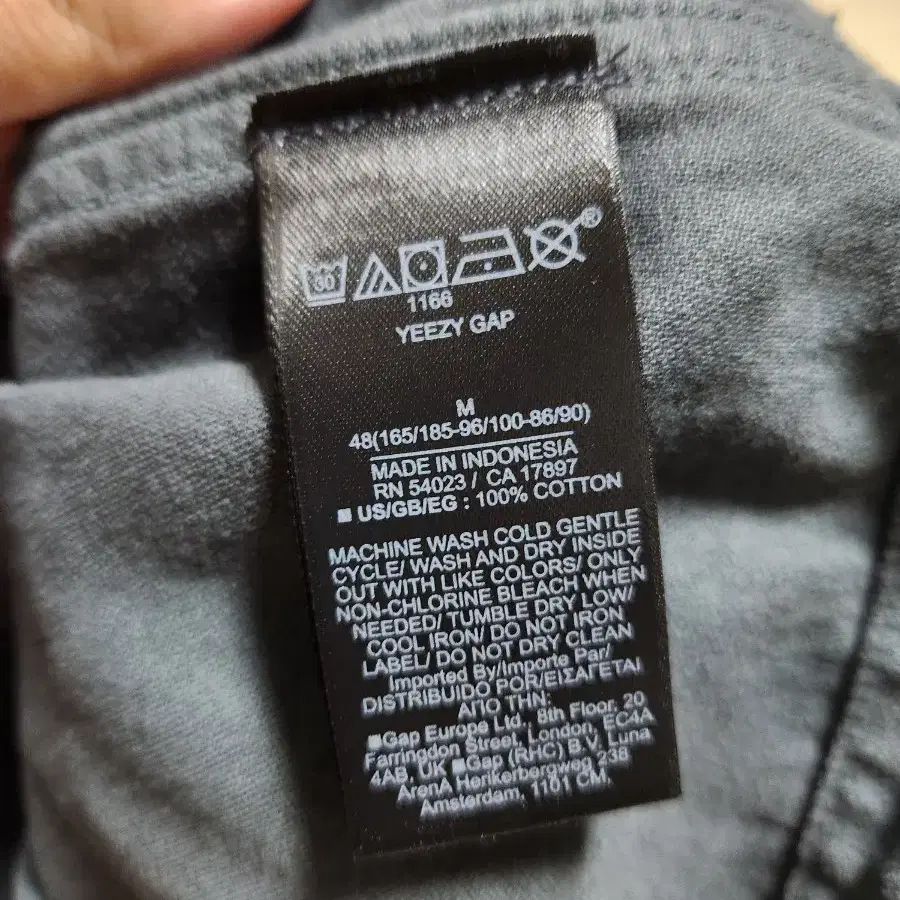 30
®
1166
YEEZY GAP
M
48(165/185-96/100-86/90)
MADE IN INDONESIA
RN 54023 / CA 17897
■ US/GB/EG : 100% COTTON
MACHINE WASH COLD GENTLE
CYCLE/ WASH AND DRY INSIDE
OUT WITH LIKE COLORS/ ONLY
NON-CHLORINE BLEACH WHEN
NEEDED/ TUMBLE DRY LOW/
COOL IRON/ DO NOT IRON
LABEL/ DO NOT DRY CLEAN
Imported By/Importe Par/
DISTRIBUIDO POR/ΕΙΣΑΓΕΤΑΙ
ΑΠΟ ΤΗΝ:
■Gap Europe Ltd., 8th Floor, 20
Farringdon Street, London, EC4A
4AB, UK ■Gap (RHC) B.V, Luna
ArenA Herikerbergweg 238
Amsterdam, 1101 CM,